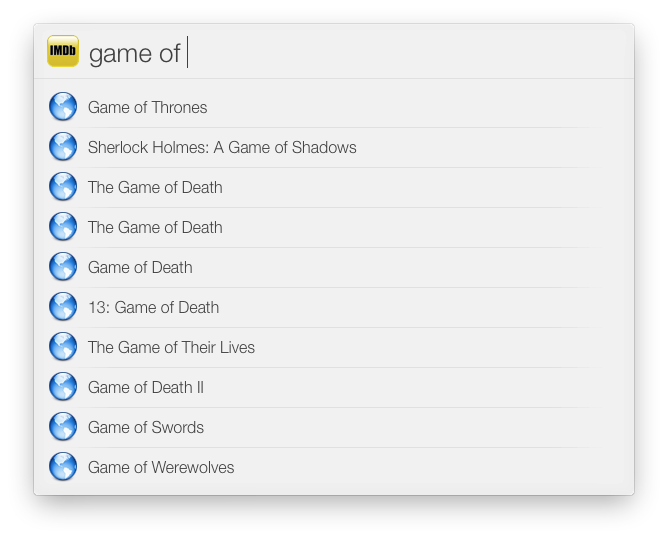 IMDb
game of
Game of Thrones
Sherlock Holmes: A Game of Shadows
The Game of Death
The Game of Death
Game of Death
13: Game of Death
The Game of Their Lives
Game of Death II
Game of Swords
Game of Werewolves